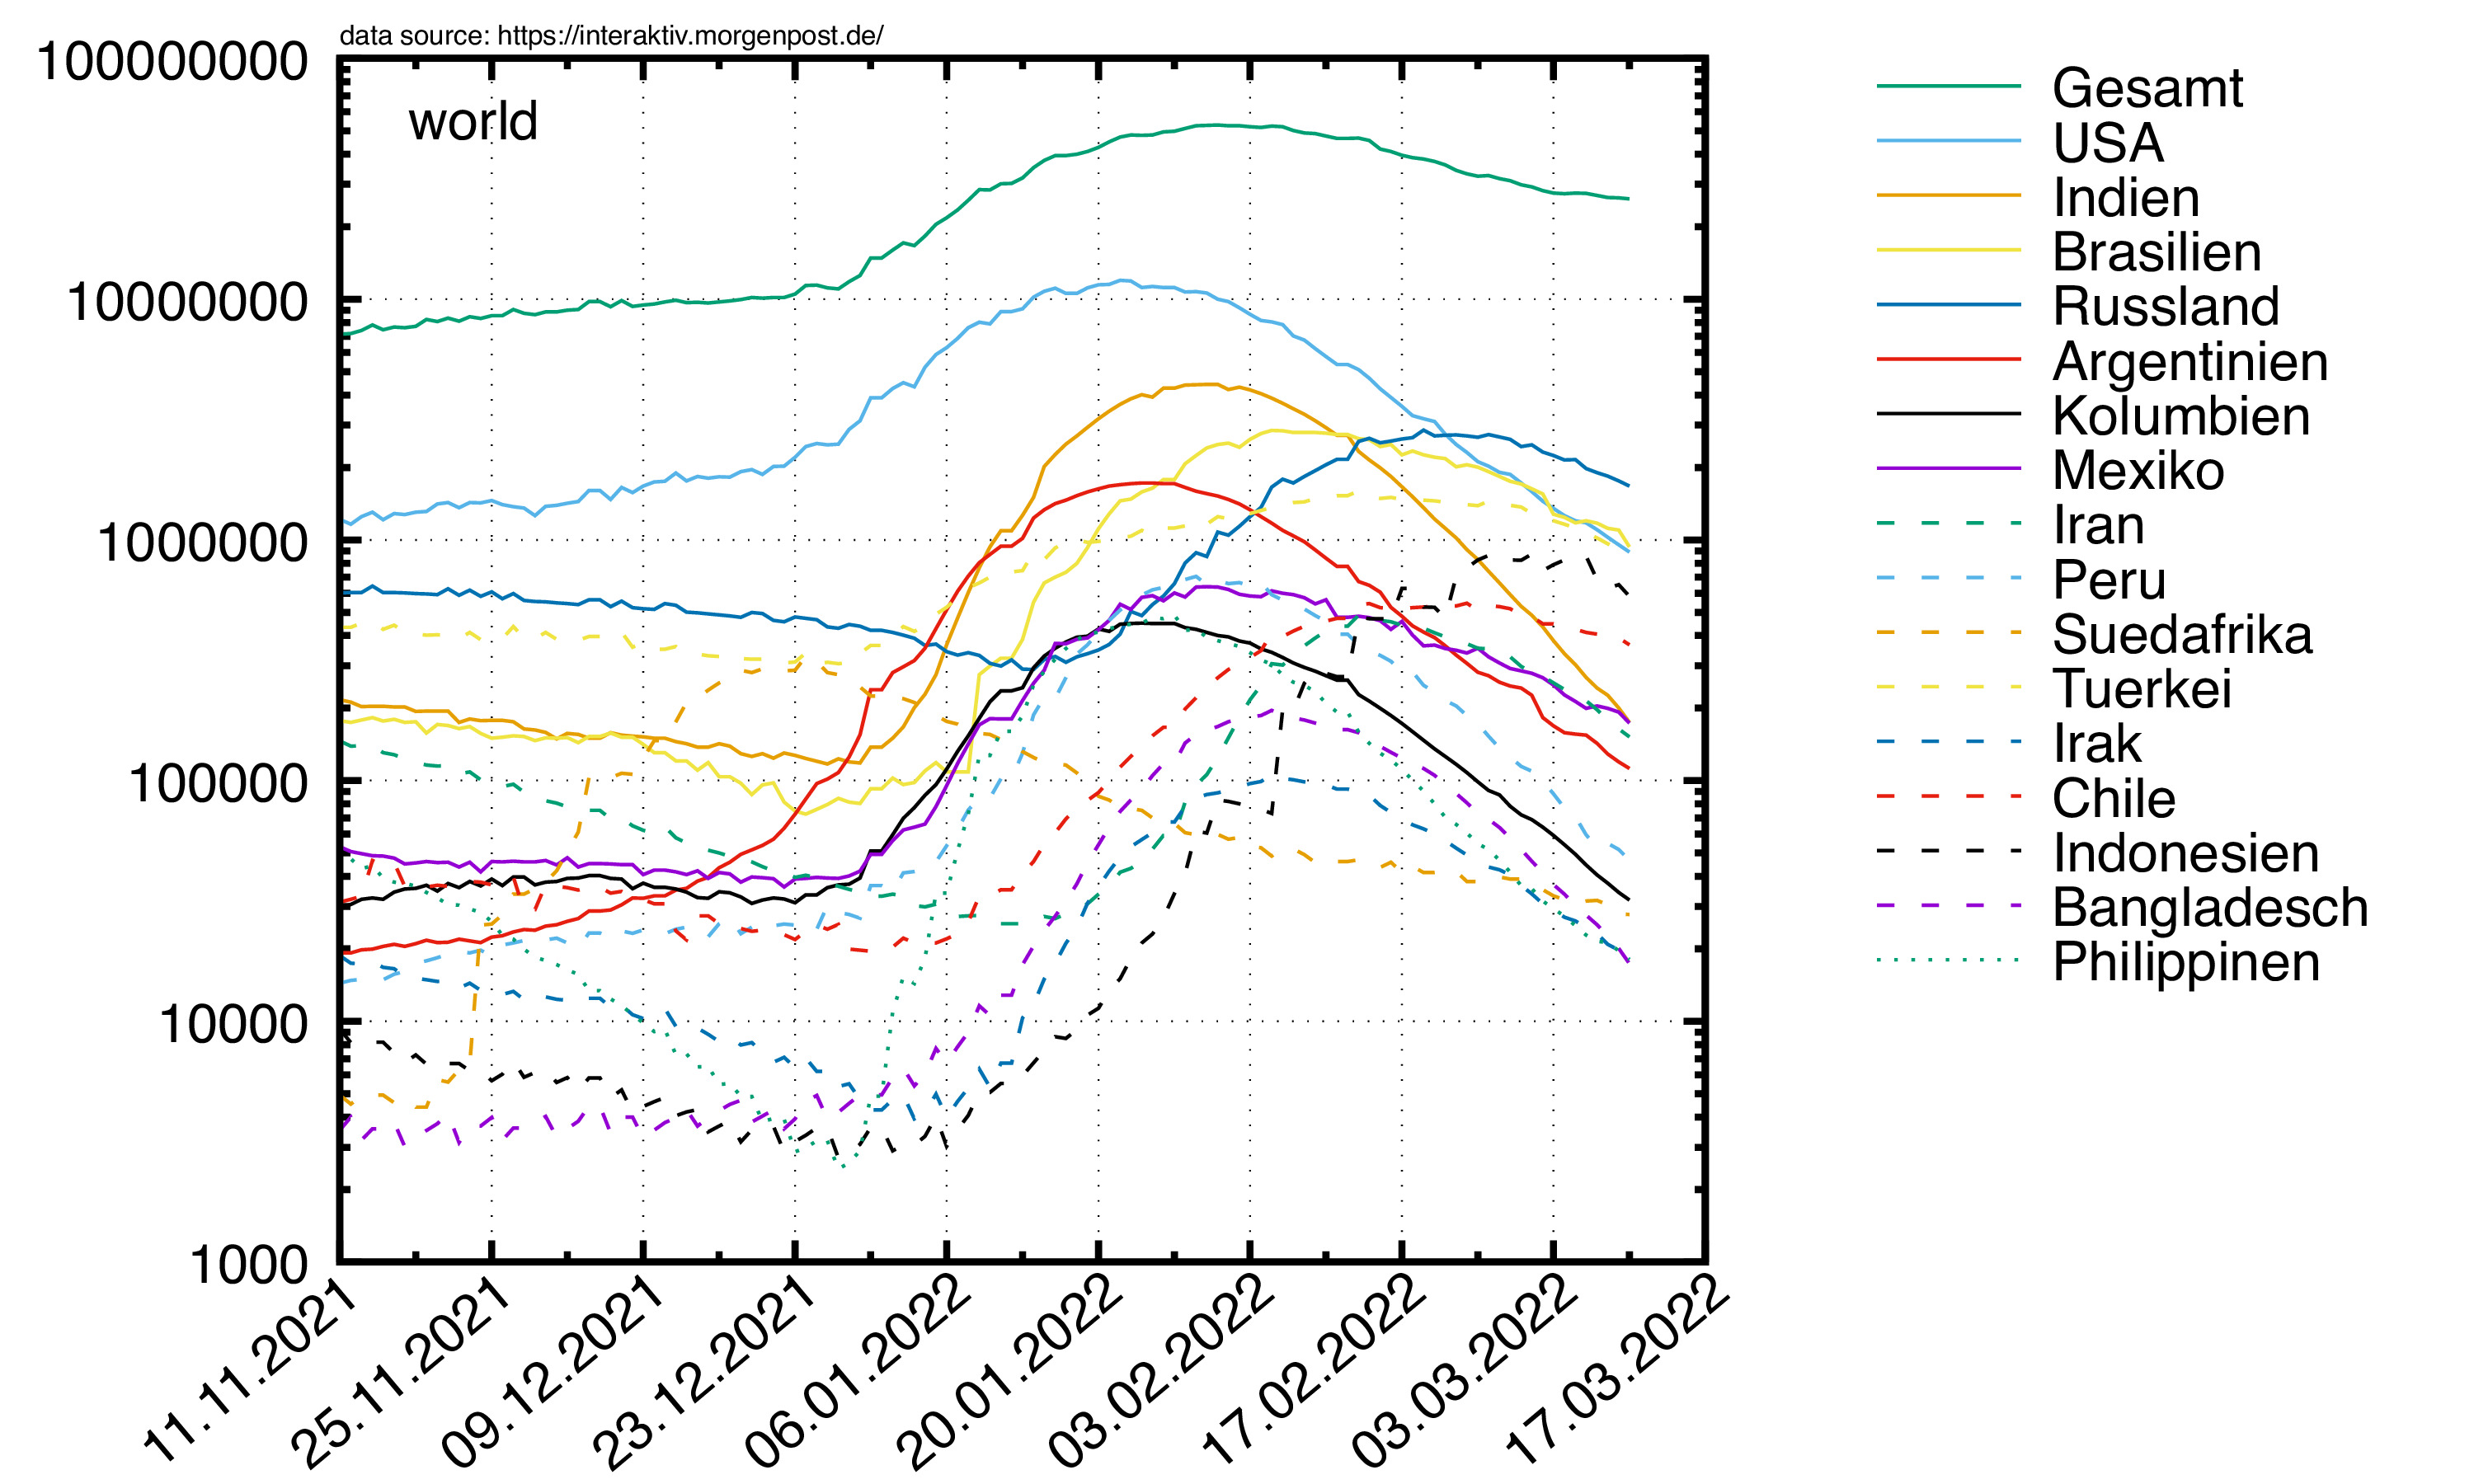 data source: https://interaktiv.morgenpost.de/
world
100000000
10000000
1000000
100000
10000
1000
11.11.2021
25.11.2021
09.12.2021
23.12.2021
06.01.2022
20.01.2022
03.02.2022
17.02.2022
03.03.2022
17.03.2022
Gesamt
USA
Indien
Brasilien
Russland
Argentinien
Kolumbien
Mexiko
Iran
Peru
Suedafrika
Tuerkei
Irak
Chile
Indonesien
Bangladesch
Philippinen